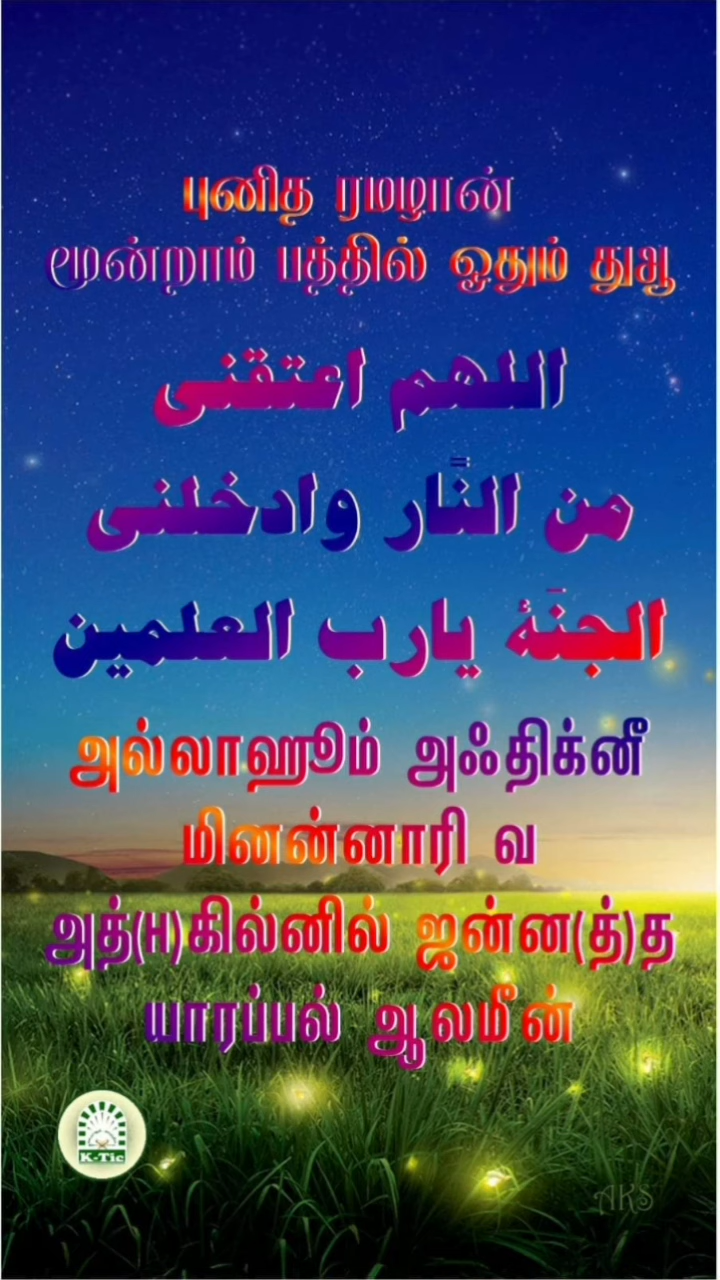 புனித ரமழான்
மூன்றாம் பத்தில் ஓதும் துஆ
اللهم اعتقنى
من النَّار وادخلنى
الجنَةَ يارب العلمين
அல்லாஹூம் அஃதிக்னீ
மினன்னாரி வ
அத்(H)கில்னில் ஜன்ன(த்)த
யாரப்பல் ஆலமீன்
K-Tic
AKS